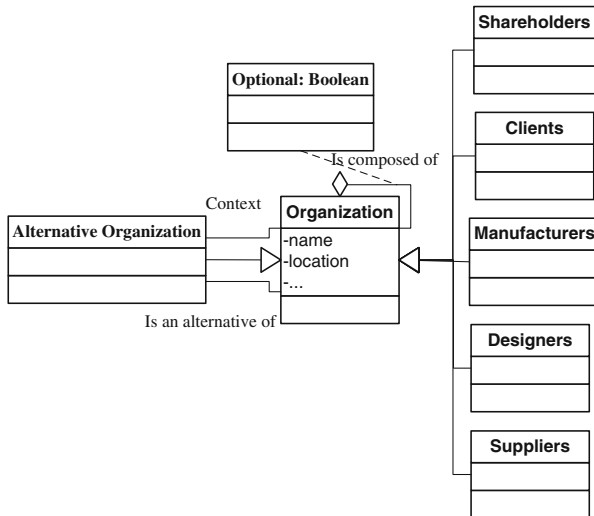 Shareholders
Optional: Boolean
Clients
Is composed of
Context
Organization
Alternative Organization
Manufacturers
-name
-location
-...
Is an alternative of
Designers
Suppliers